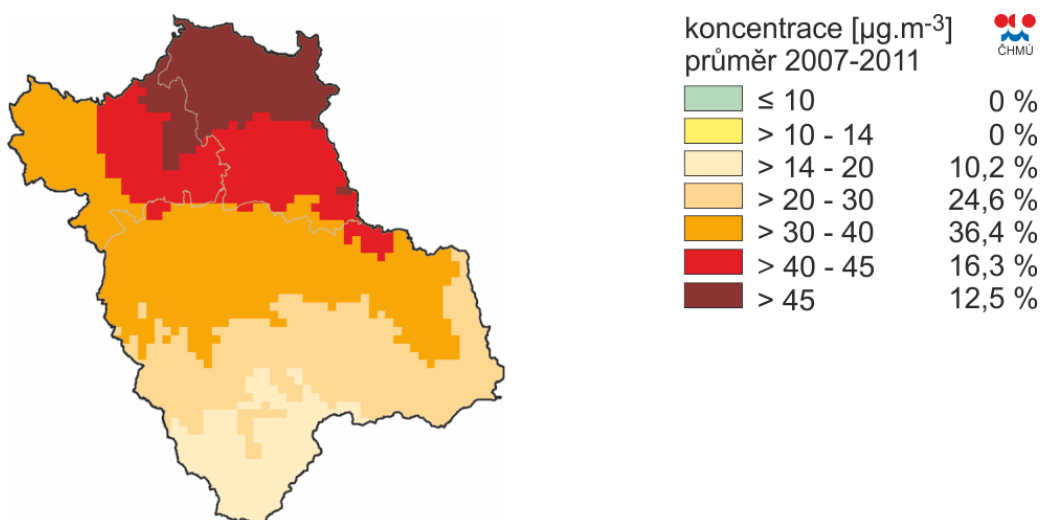 koncentrace [µg.m-3]
průměr 2007-2011
ČHMÚ
≤ 10 0 %
> 10 - 14 0 %
> 14 - 20 10,2 %
> 20 - 30 24,6 %
> 30 - 40 36,4 %
> 40 - 45 16,3 %
> 45 12,5 %